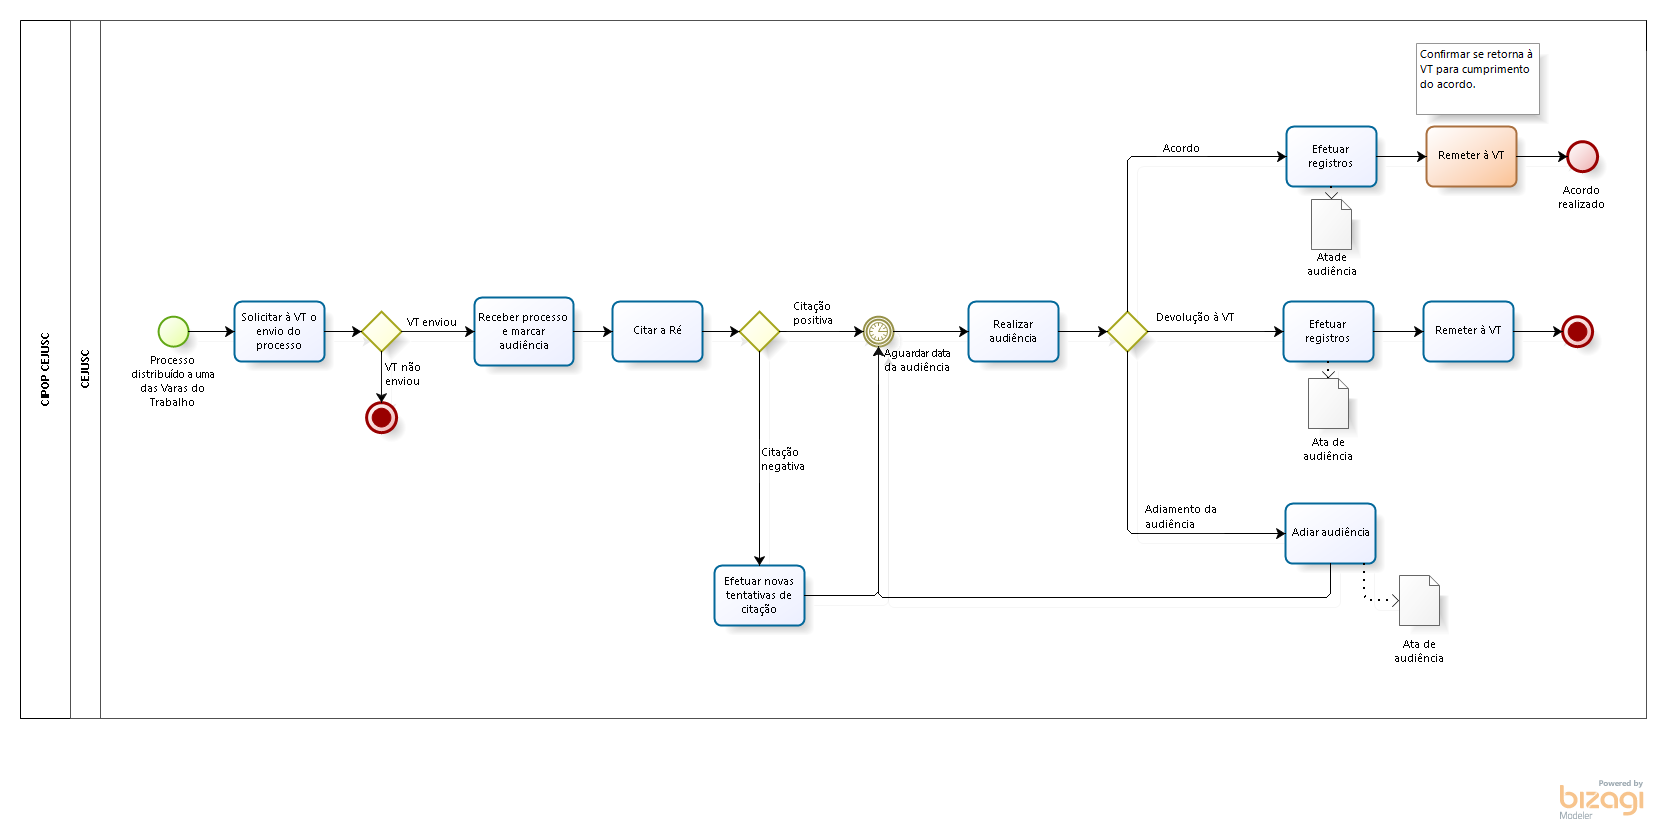 CIPOP CEJUSC
CEJUSC
Processo
distribuído a uma
das Varas do
Trabalho
Solicitar à VT o
envio do
processo
VT enviou
VT não
enviou
Receber processo
e marcar
audiência
Citar a Ré
Citação
positiva
Citação
negativa
Efetuar novas
tentativas de
citação
Aguardar data
da audiência
Realizar
audiência
Acordo
Efetuar
registros
Atade
audiência
Confirmar se retorna à
VT para cumprimento
do acordo.
Remeter à VT
Acordo
realizado
Devolução à VT
Efetuar
registros
Ata de
audiência
Remeter à VT
Adiamento da
audiência
Adiar audiência
Ata de
audiência
Powered by
bizagi
Modeler